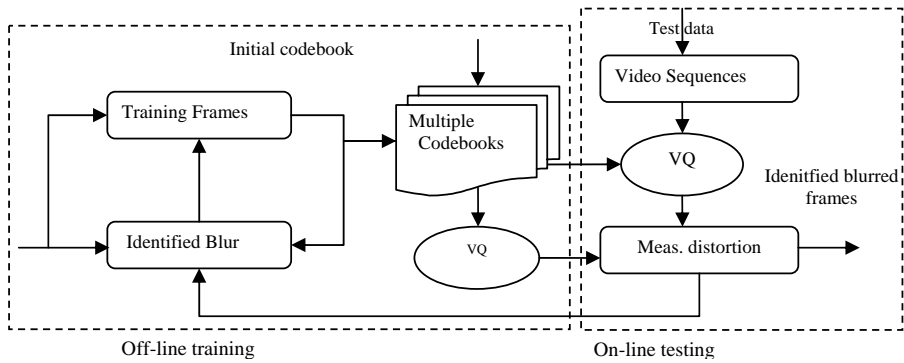 Initial codebook
Test data
Video Sequences
Training Frames
Multiple
Codebooks
VQ
Idenitfied blurred
frames
Identified Blur
VQ
Meas. distortion
Off-line training
On-line testing